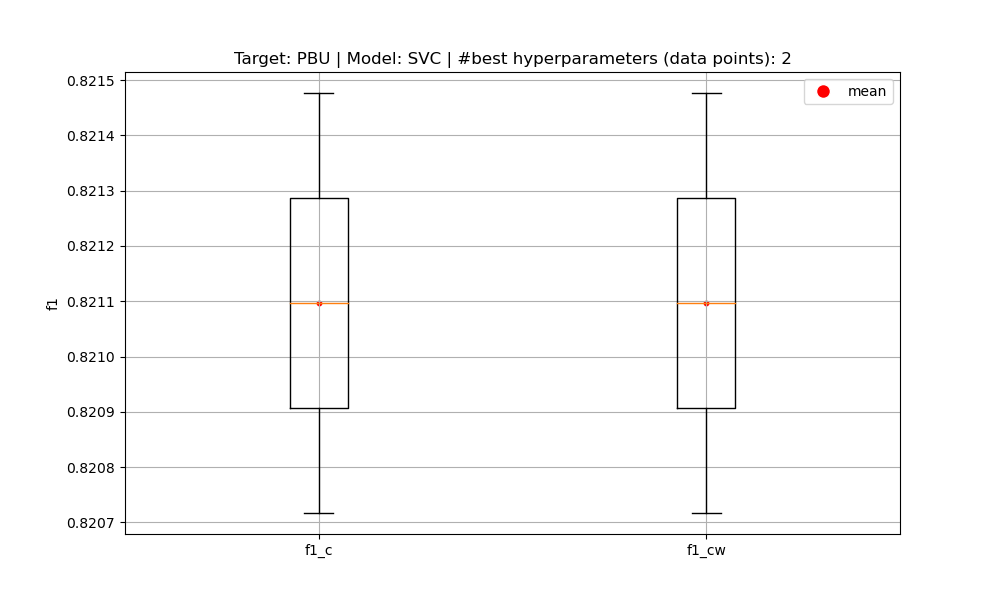 Target: PBU | Model: SVC | #best hyperparameters (data points): 2
mean
0.8215
0.8214
0.8213
0.8212
0.8211
0.8210
0.8209
0.8208
0.8207
f1
f1_c
f1_cw